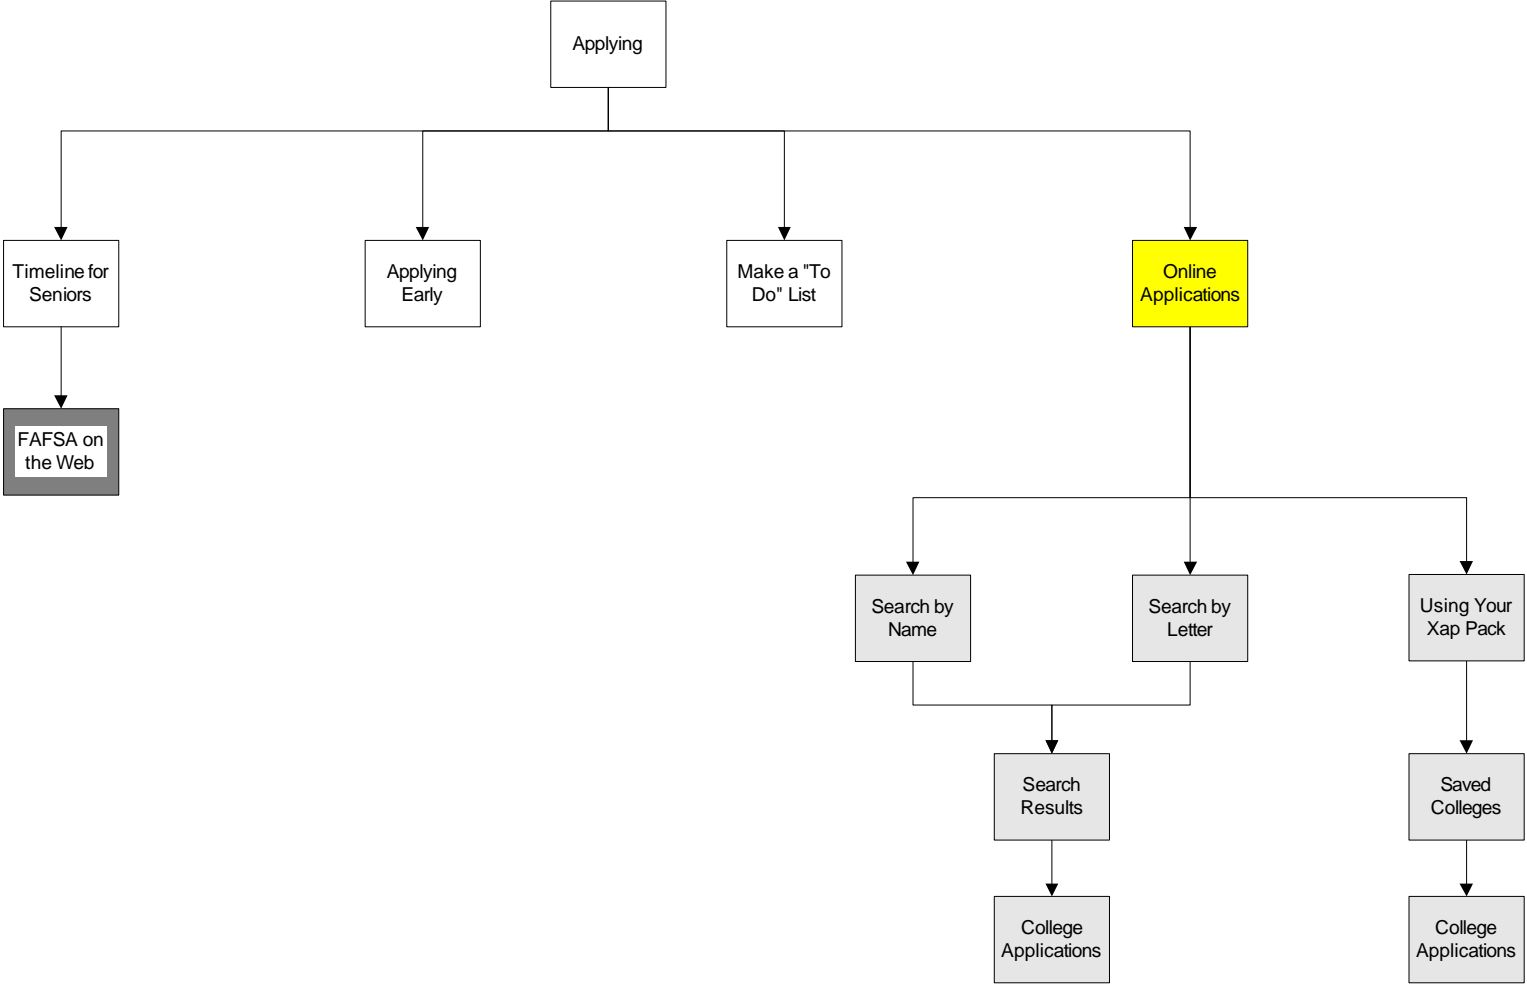 Applying
Timeline for
Seniors
Applying
Early
Make a "To
Do" List
Online
Applications
FAFSA on
the Web
Search by
Name
Search by
Letter
Using Your
Xap Pack
Search
Results
Saved
Colleges
College
Applications
College
Applications